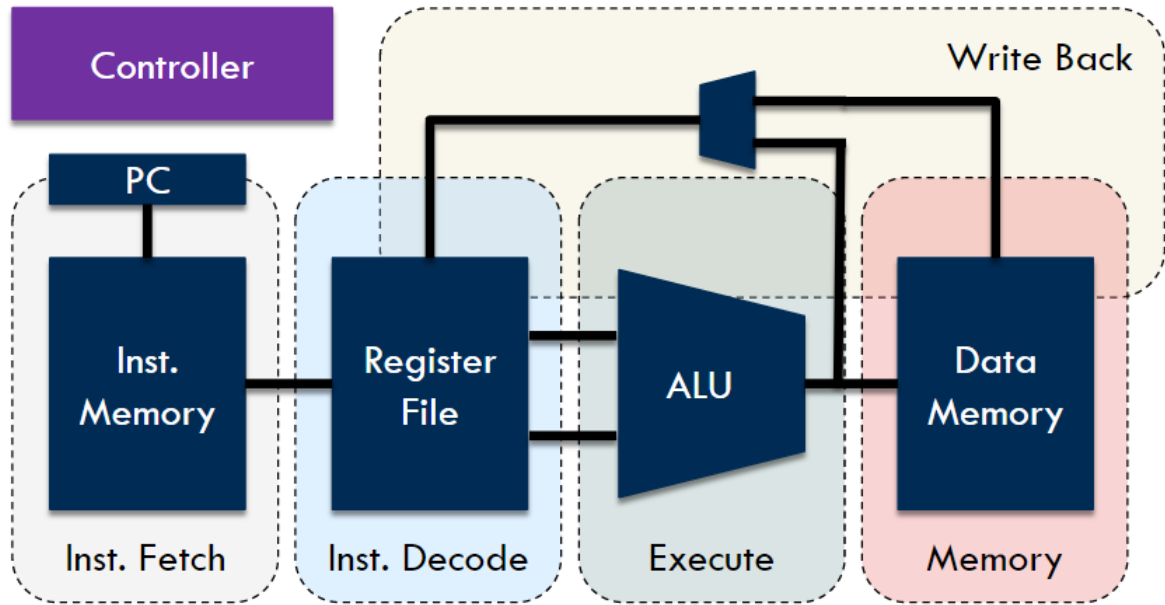 Controller
Write Back
PC
Inst.
Memory
Register
File
ALU
Data
Memory
Inst. Fetch
Inst. Decode
Execute
Memory